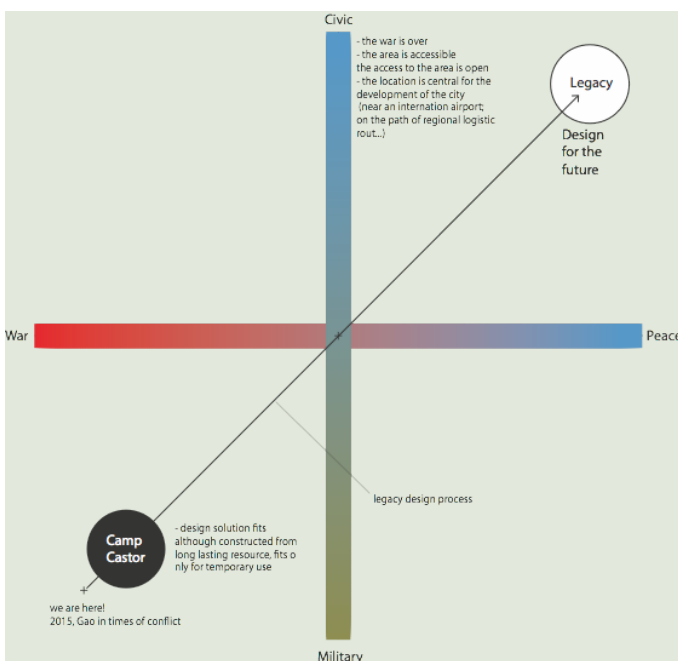 Civic
- the war is over
- the area is accessible
the access to the area is open
- the location is central for the
development of the city
(near an internation airport;
on the path of regional logistic
rout...)
Legacy
Design
for the
future
War
Peace
legacy design process
Camp
Castor
- design solution fits
although constructed from
long lasting resource, fits o
nly for temporary use
we are here!
2015, Gao in times of conflict
Military